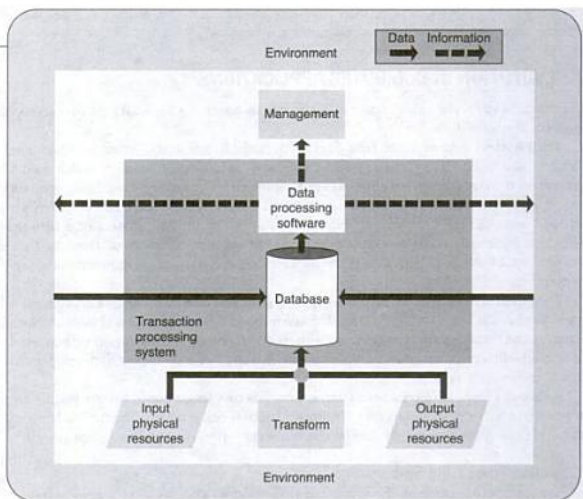 Data Information
Environment
Management
Data
processing
software
Database
Transaction
processing
system
Input
physical
resources
Transform
Output
physical
resources
Environment